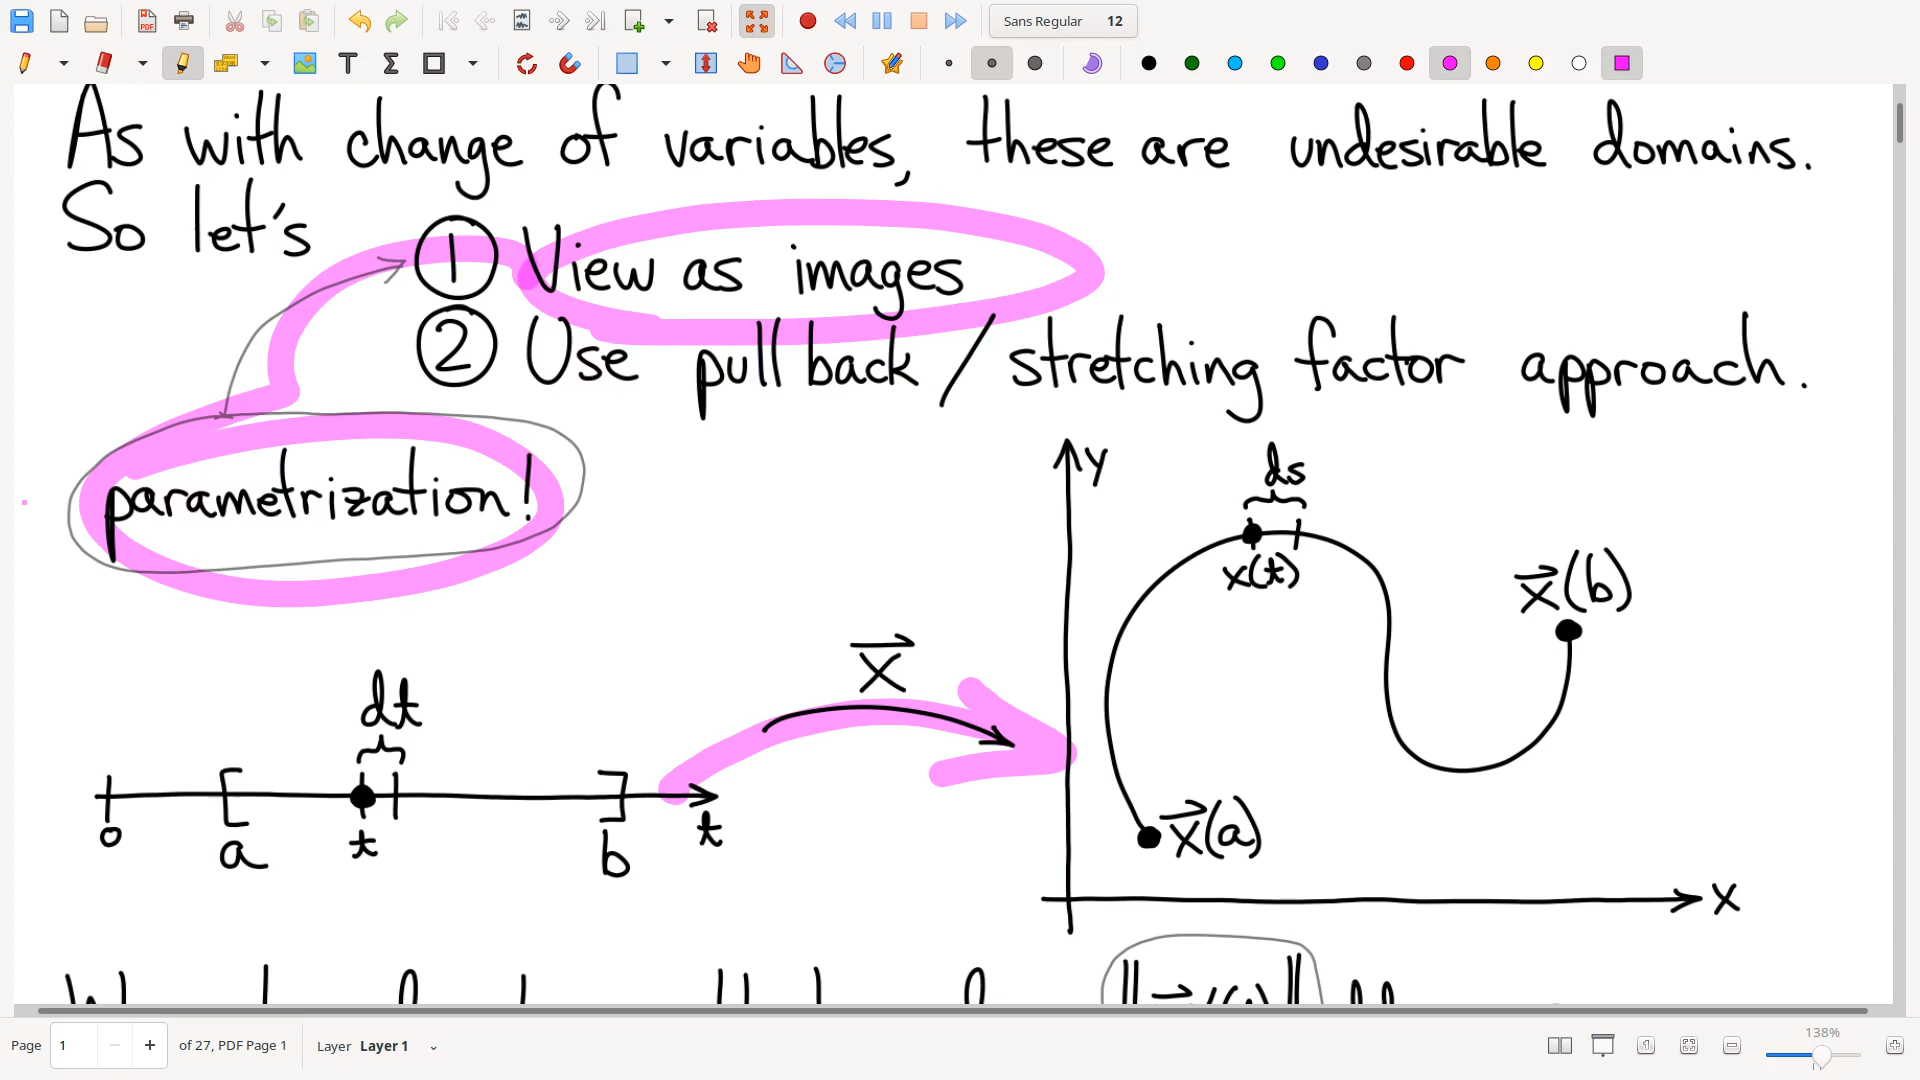 Sans Regular 12
As with change of variables, these are undesirable domains.
So let's ① View as images
② Use pullback / stretching factor approach.
parametrization!
y
ds
x(t)
x⃗(b)
x⃗
dt
0 a t b t
x⃗(a)
x
Page 1 of 27, PDF Page 1 Layer Layer 1
138%